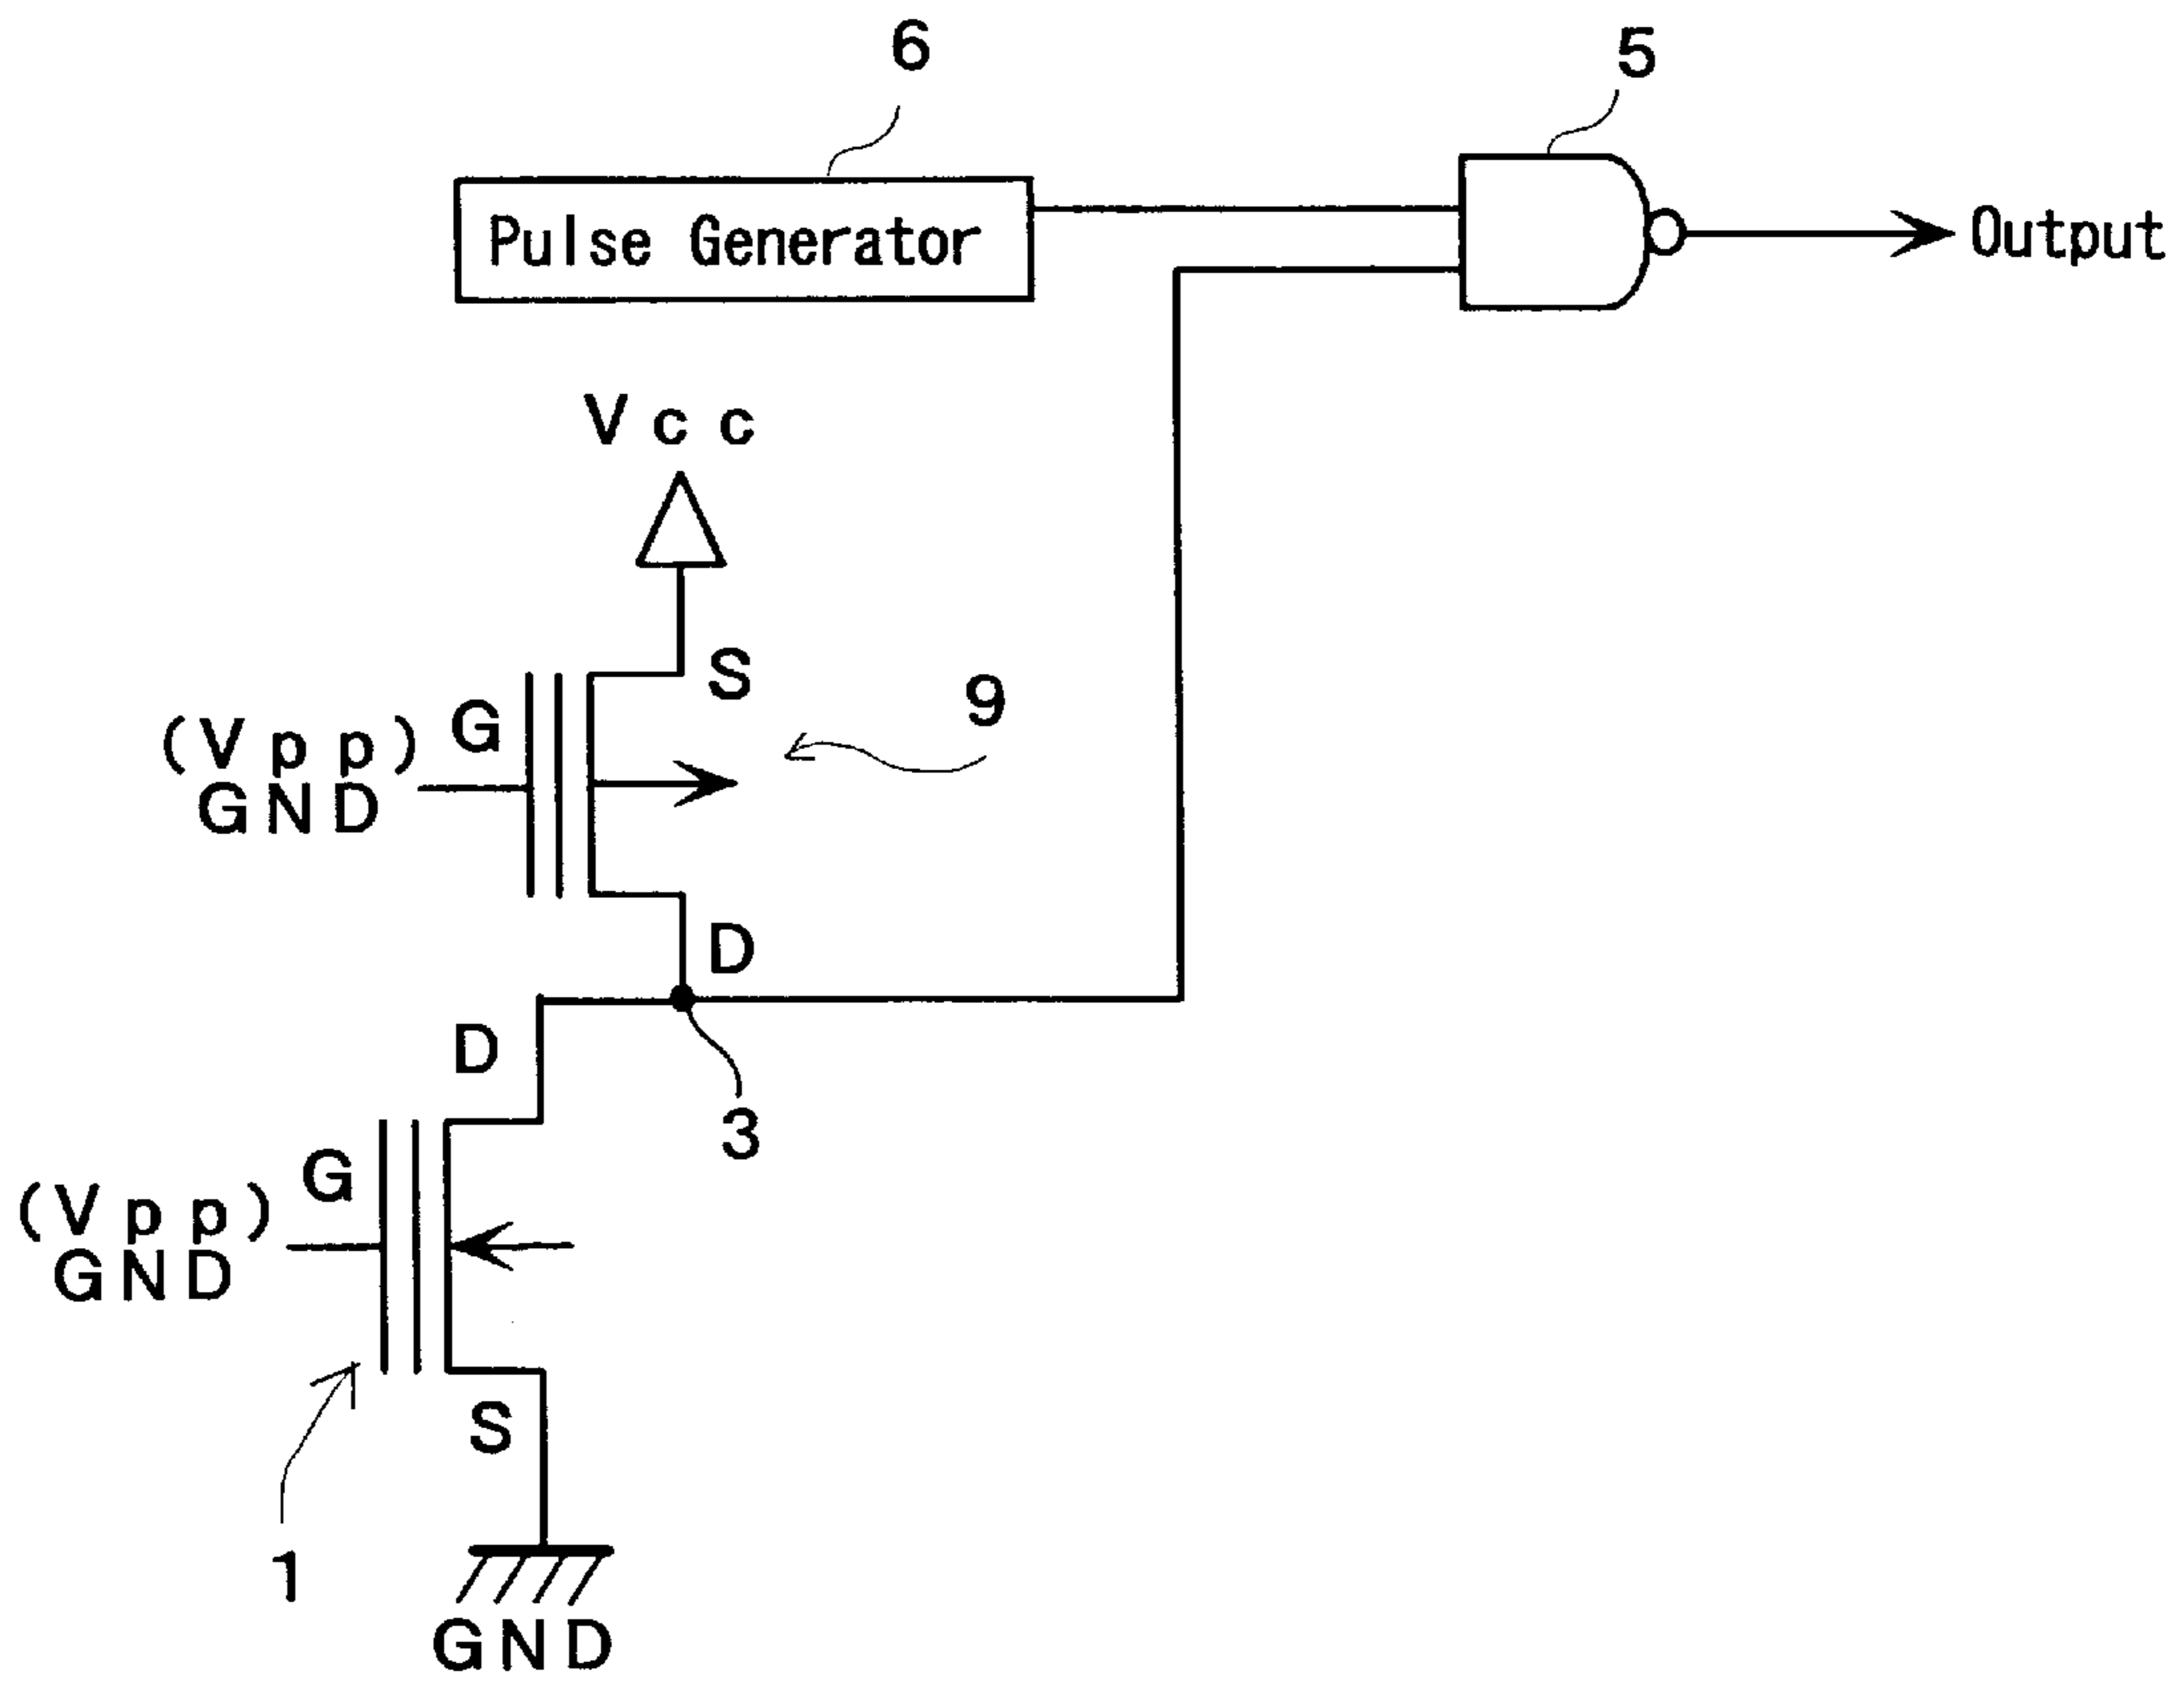 6
5
Pulse Generator
Output
Vcc
S
9
(Vpp) G
GND
D
D
3
G
(Vpp)
GND
S
1
GND